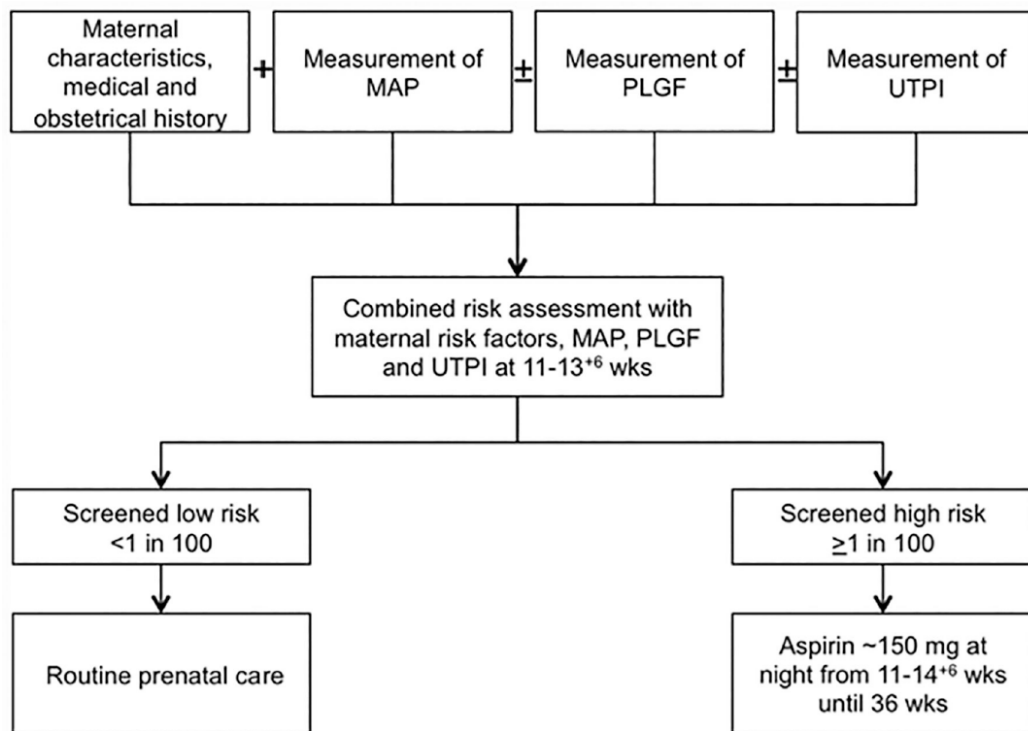 Maternal
characteristics,
medical and
obstetrical history
+
Measurement of
MAP
±
Measurement of
PLGF
±
Measurement of
UTPI
Combined risk assessment with
maternal risk factors, MAP, PLGF
and UTPI at 11-13⁺⁶ wks
Screened low risk
<1 in 100
Screened high risk
≥1 in 100
Routine prenatal care
Aspirin ~150 mg at
night from 11-14⁺⁶ wks
until 36 wks